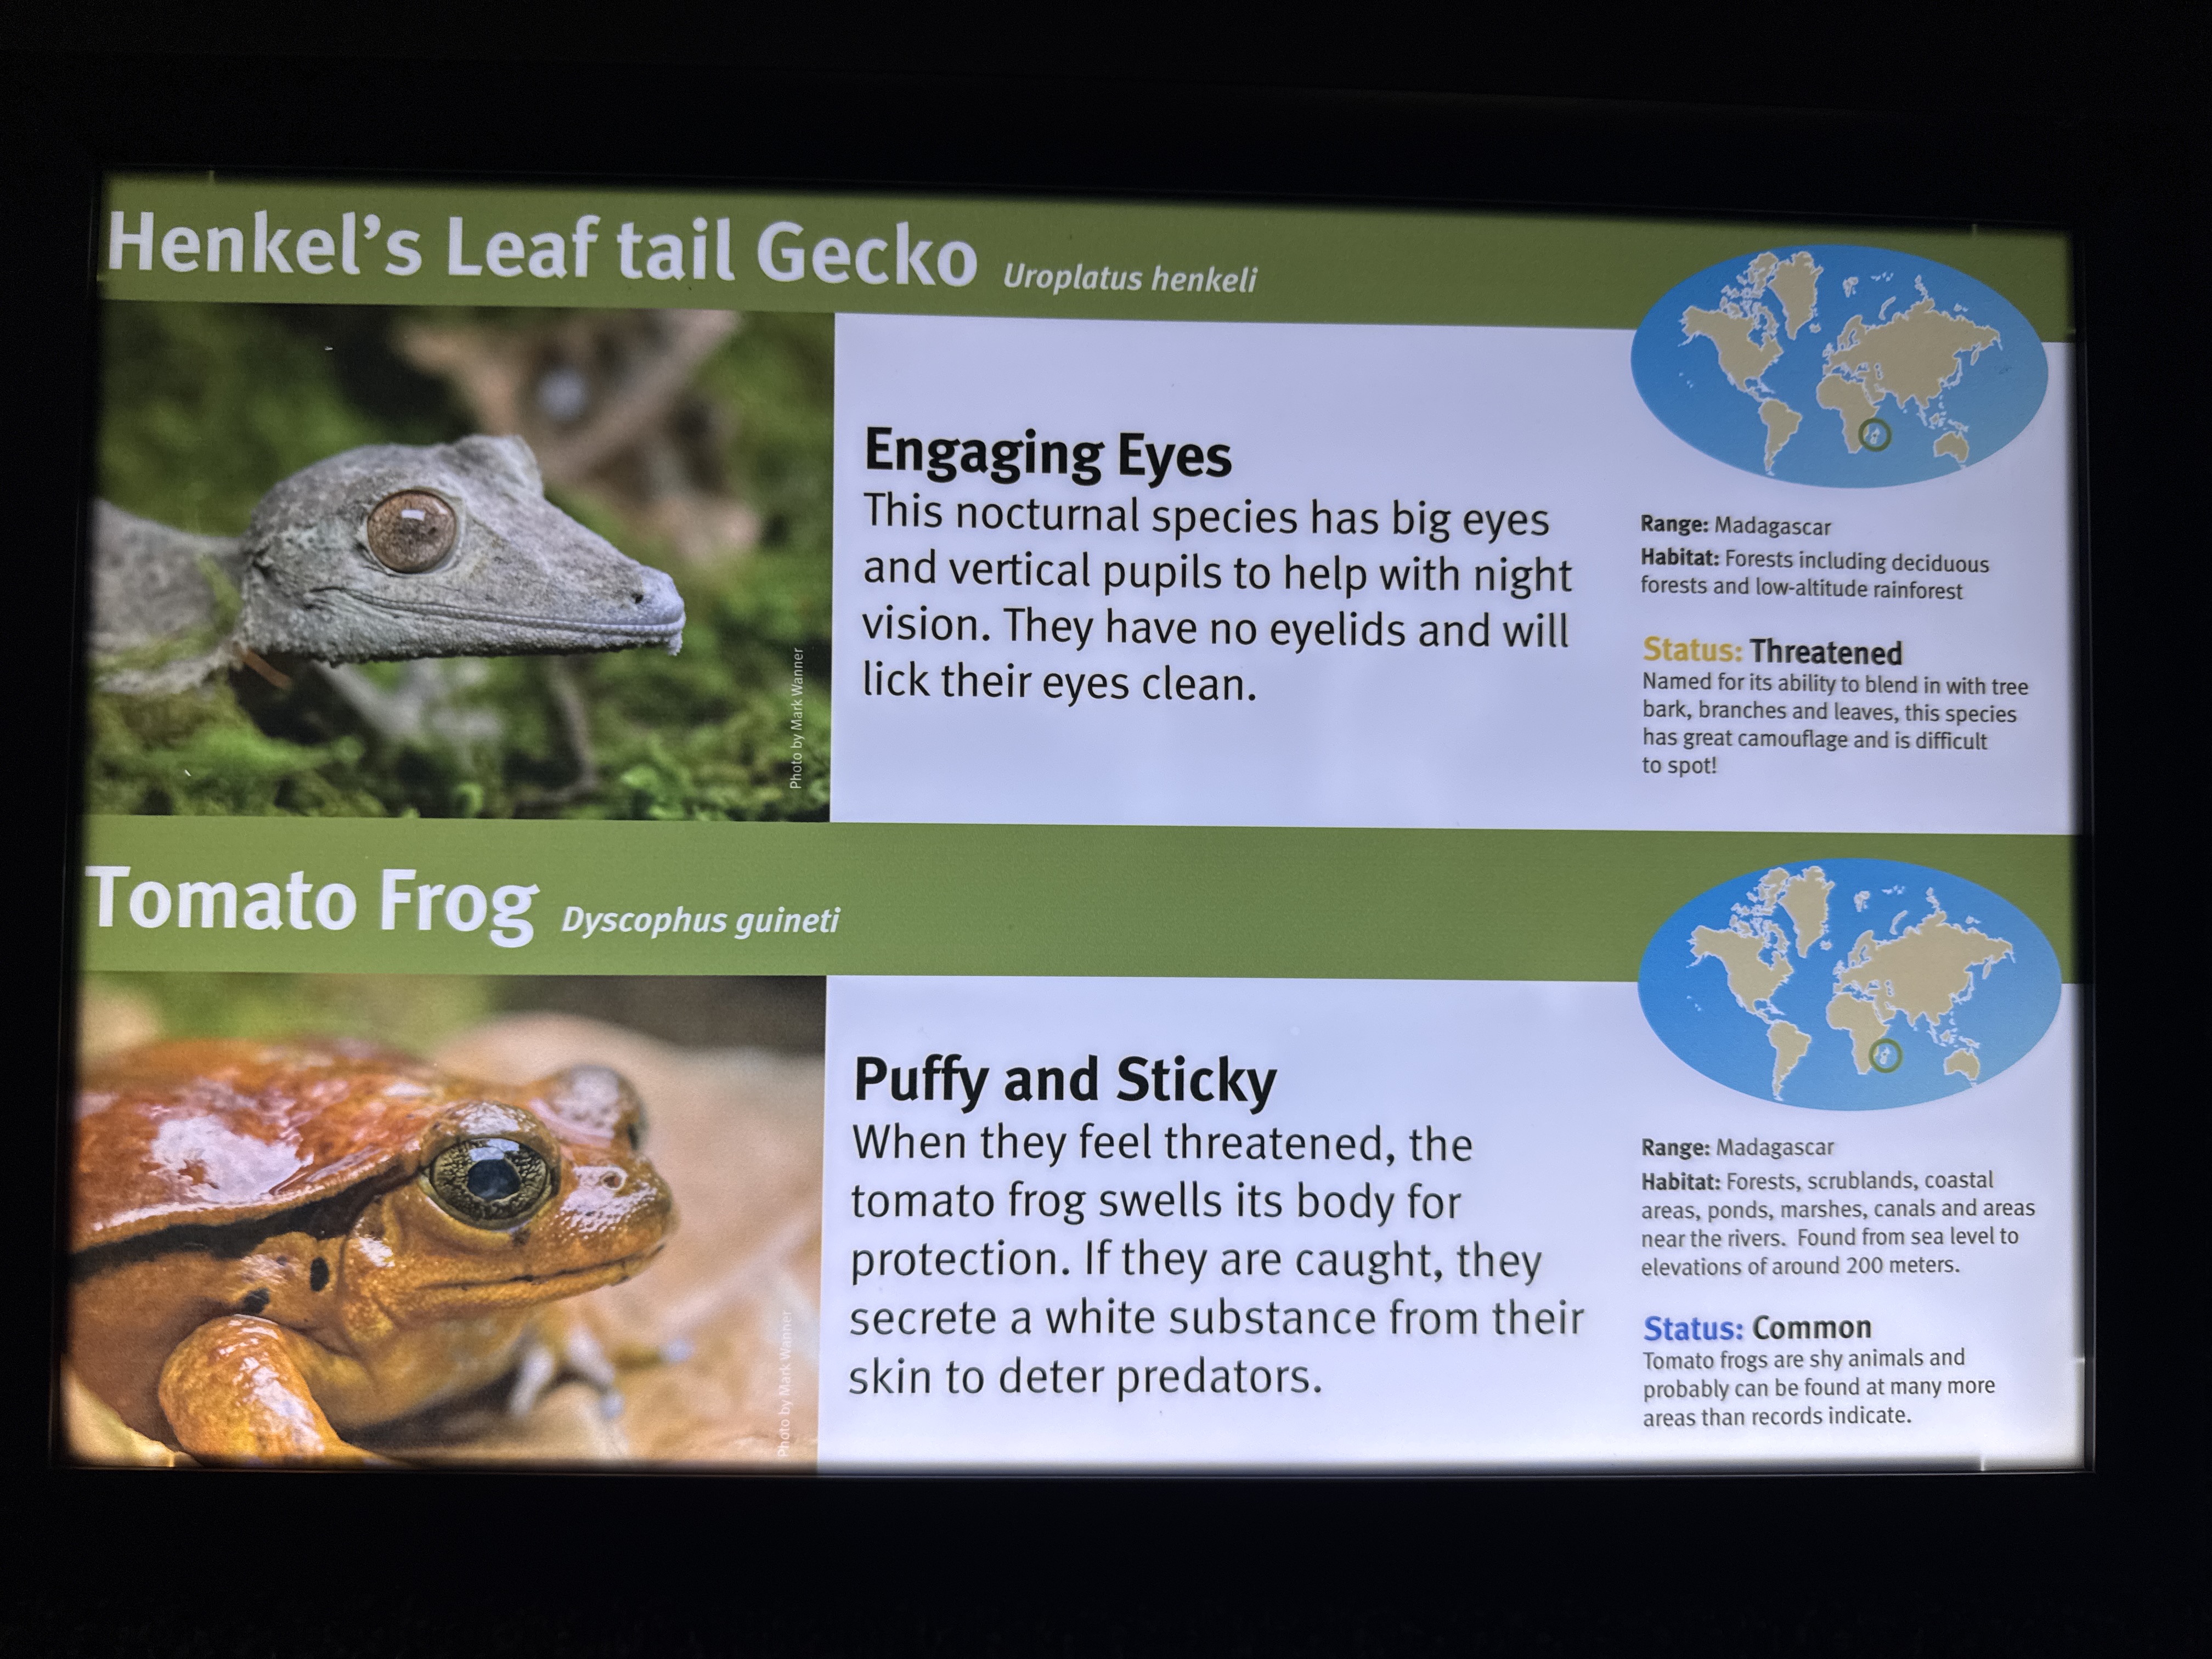 Henkel's Leaf tail Gecko Uroplatus henkeli
Engaging Eyes
This nocturnal species has big eyes
and vertical pupils to help with night
vision. They have no eyelids and will
lick their eyes clean.
Photo by Mark Wanner
Range: Madagascar
Habitat: Forests including deciduous
forests and low-altitude rainforest
Status: Threatened
Named for its ability to blend in with tree
bark, branches and leaves, this species
has great camouflage and is difficult
to spot!
Tomato Frog Dyscophus guineti
Puffy and Sticky
When they feel threatened, the
tomato frog swells its body for
protection. If they are caught, they
secrete a white substance from their
skin to deter predators.
Photo by Mark Wanner
Range: Madagascar
Habitat: Forests, scrublands, coastal
areas, ponds, marshes, canals and areas
near the rivers. Found from sea level to
elevations of around 200 meters.
Status: Common
Tomato frogs are shy animals and
probably can be found at many more
areas than records indicate.